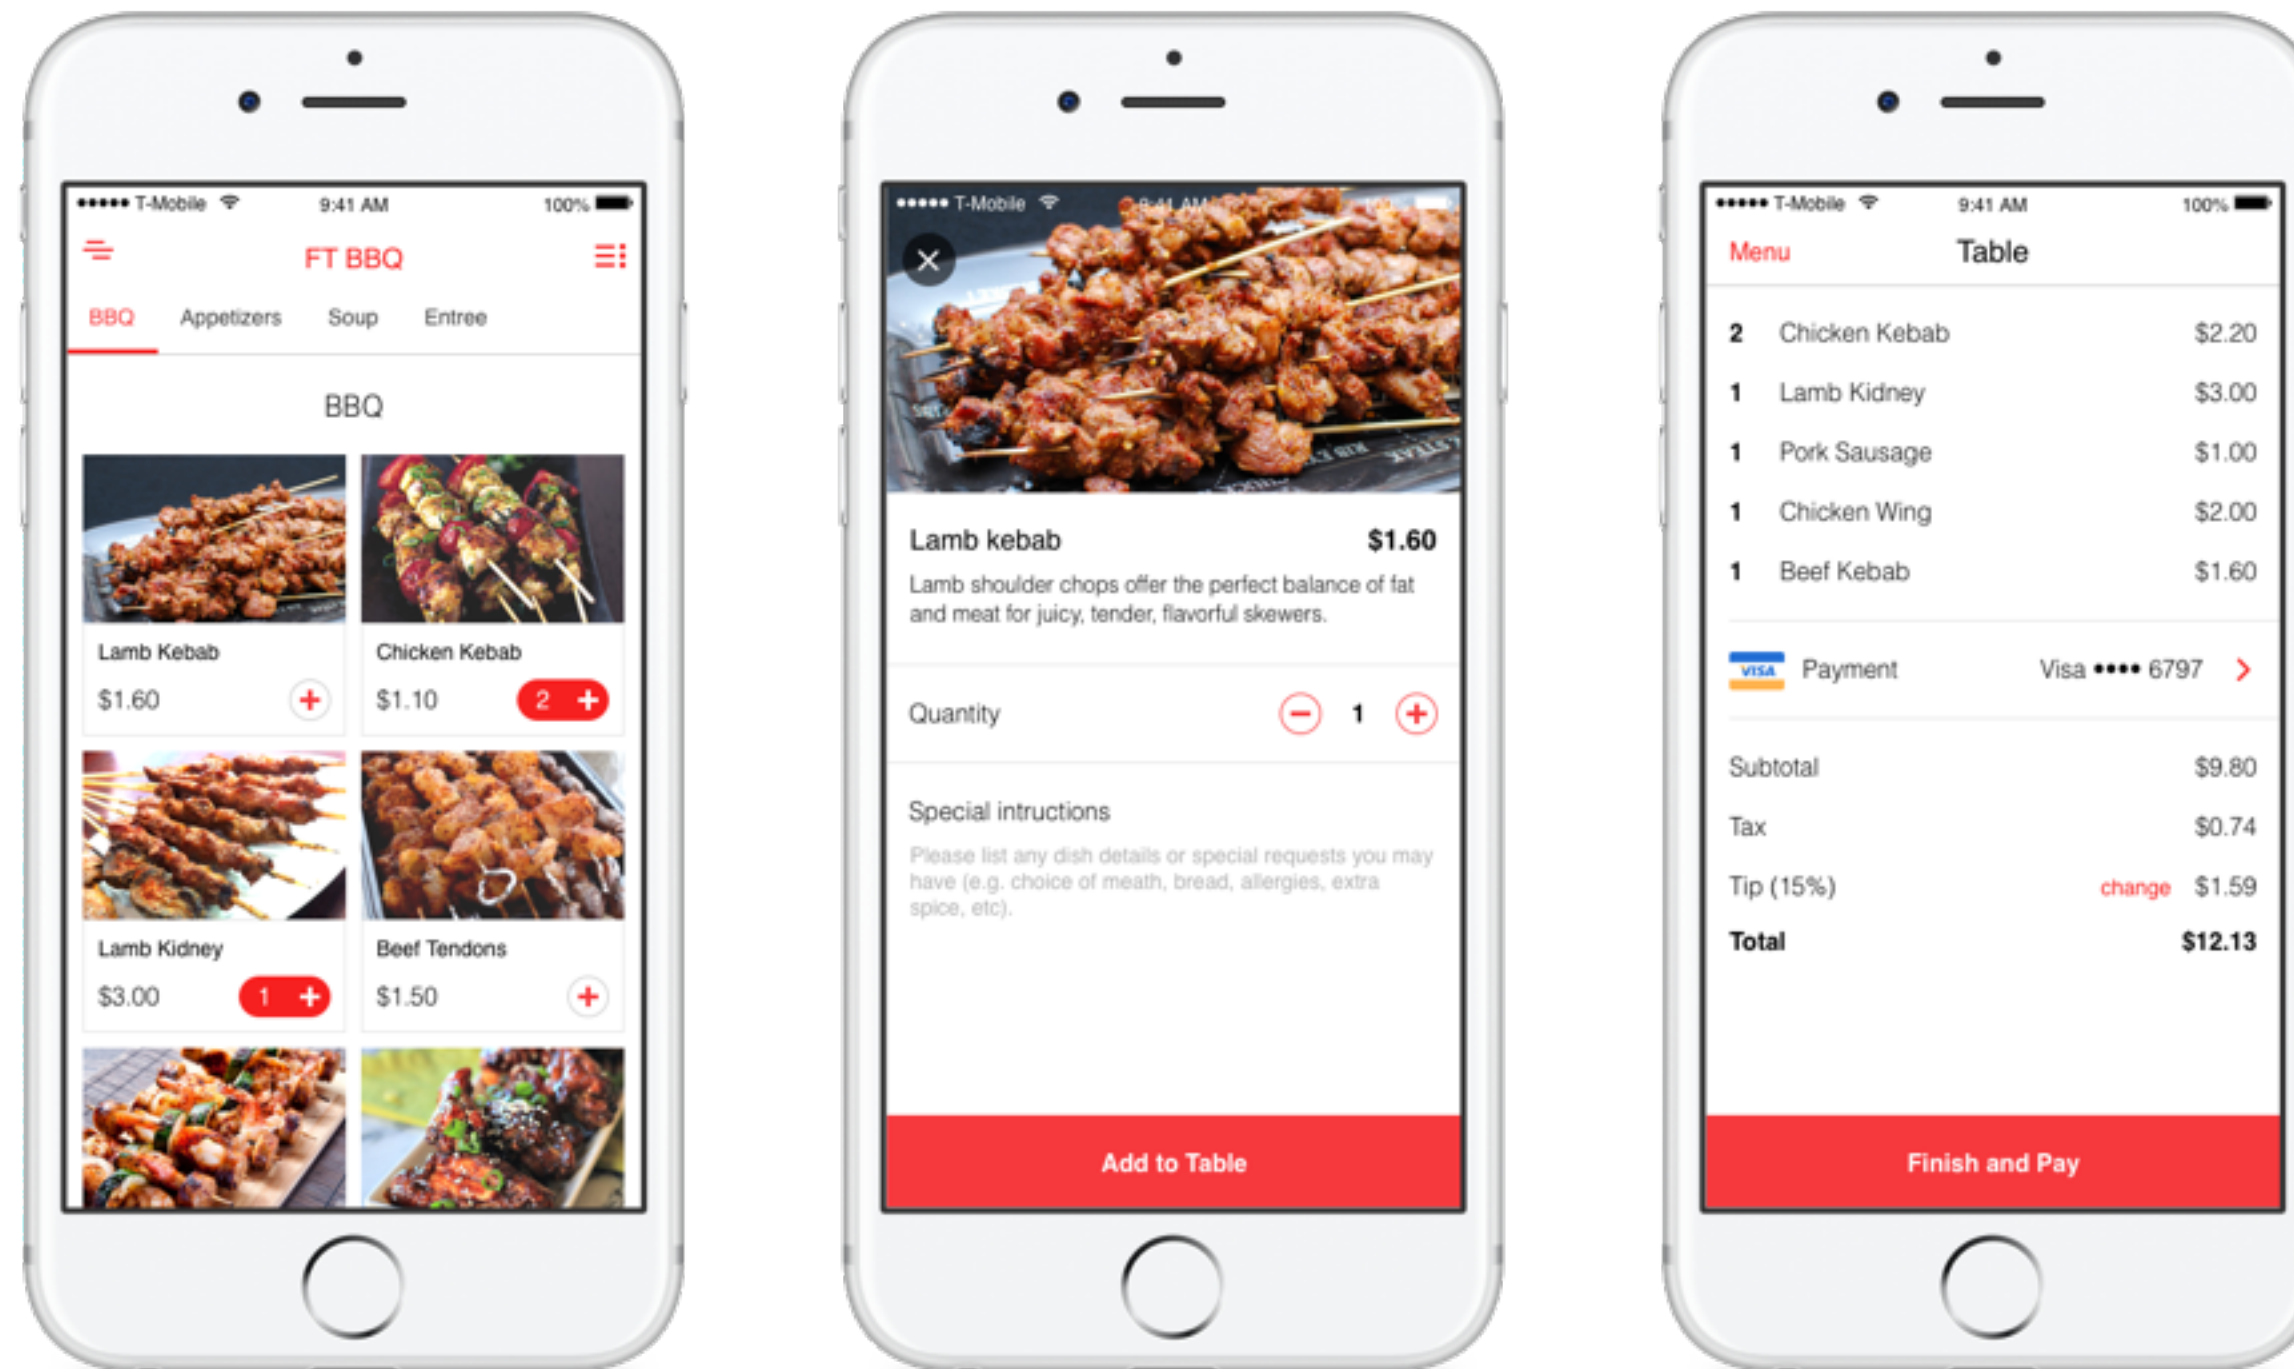 T-Mobile 9:41 AM 100%
FT BBQ
BBQ Appetizers Soup Entree
BBQ
Lamb Kebab
$1.60
Chicken Kebab
$1.10 2 +
Lamb Kidney
$3.00 1 +
Beef Tendons
$1.50
T-Mobile 9:41 AM
Lamb kebab $1.60
Lamb shoulder chops offer the perfect balance of fat
and meat for juicy, tender, flavorful skewers.
Quantity − 1 +
Special intructions
Please list any dish details or special requests you may
have (e.g. choice of meath, bread, allergies, extra
spice, etc).
Add to Table
T-Mobile 9:41 AM 100%
Menu Table
2 Chicken Kebab $2.20
1 Lamb Kidney $3.00
1 Pork Sausage $1.00
1 Chicken Wing $2.00
1 Beef Kebab $1.60
VISA Payment Visa •••• 6797
Subtotal $9.80
Tax $0.74
Tip (15%) change $1.59
Total $12.13
Finish and Pay